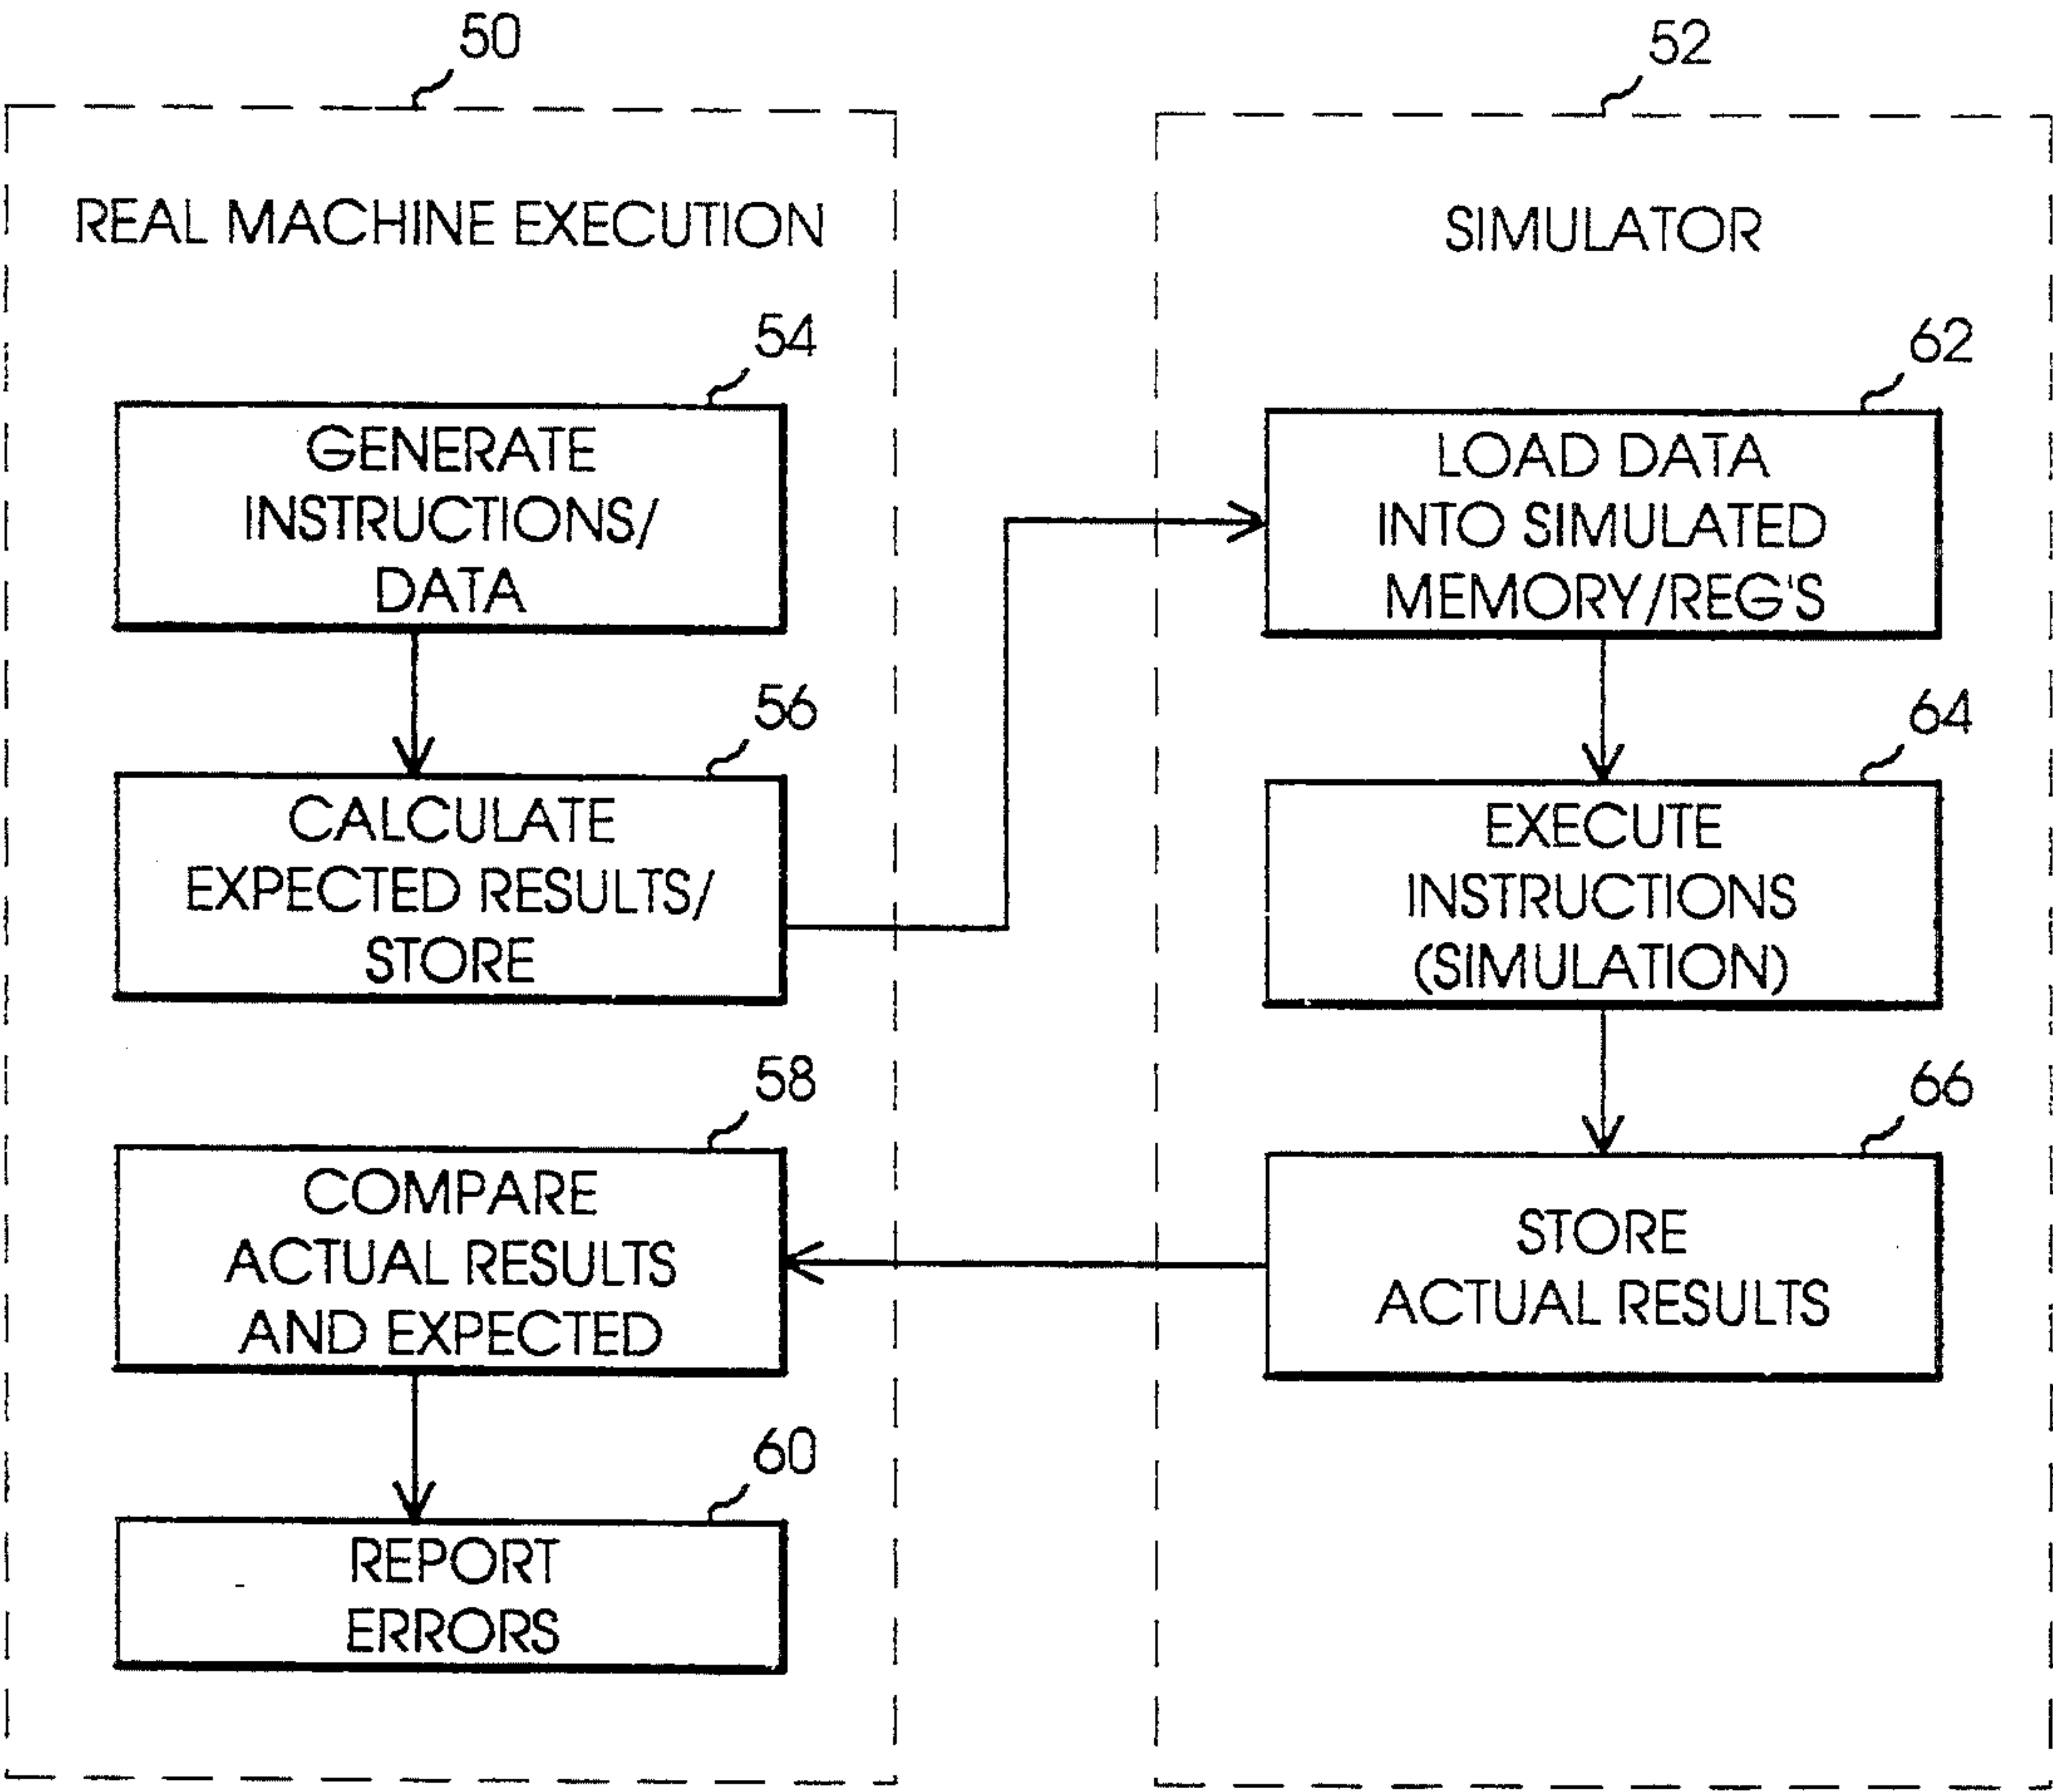 50
REAL MACHINE EXECUTION
54
GENERATE
INSTRUCTIONS/
DATA
56
CALCULATE
EXPECTED RESULTS/
STORE
58
COMPARE
ACTUAL RESULTS
AND EXPECTED
60
REPORT
ERRORS
52
SIMULATOR
62
LOAD DATA
INTO SIMULATED
MEMORY/REG'S
64
EXECUTE
INSTRUCTIONS
(SIMULATION)
66
STORE
ACTUAL RESULTS